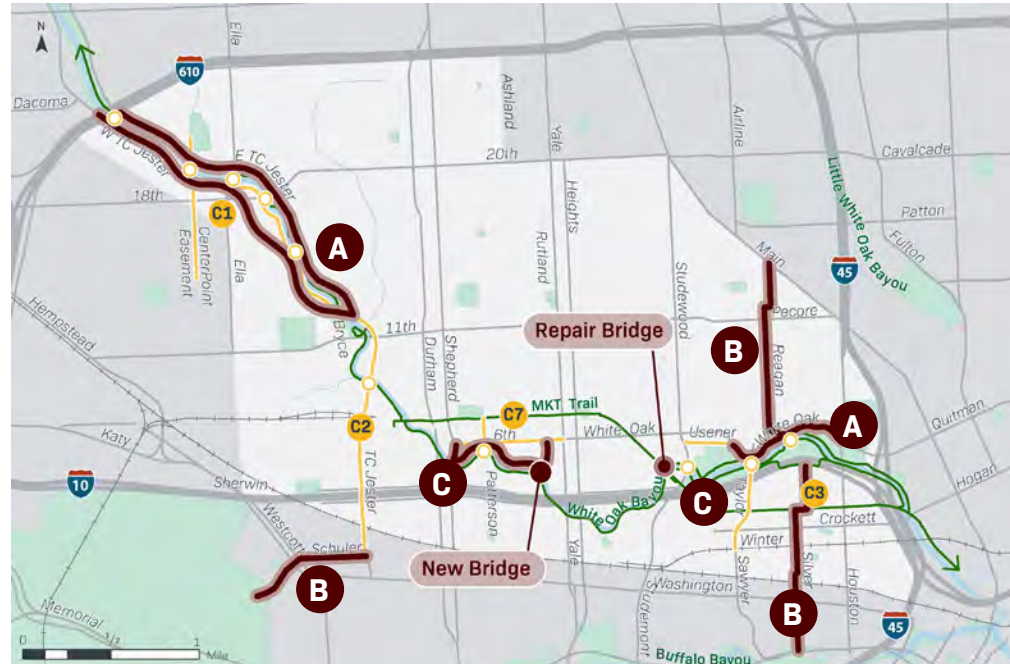 N
Ella
610
Dacoma
W TC Jester
E TC Jester
Ashland
Yale
Airline
20th
Cavalcade
18th
C1
CenterPoint
Easement
Ella
A
Heights
Rutland
Studewood
Little White Oak Bayou
Patton
Fulton
Main
45
Hempstead
Bryce
11th
Shepherd
Durham
Repair Bridge
Pecore
B
Reagan
C7
MKT Trail
6th
White Oak
Usener
White Oak
A
Quitman
Katy
C2
TC Jester
10
Sherwin
C
Patterson
White Oak Bayou
C
Taylor
C3
Hogan
Crockett
Westcott
Schuler
New Bridge
Yale
Winter
Washington
Sawyer
Silver
Houston
B
Studemont
B
Memorial
45
0
1/2
1
Mile
Buffalo Bayou